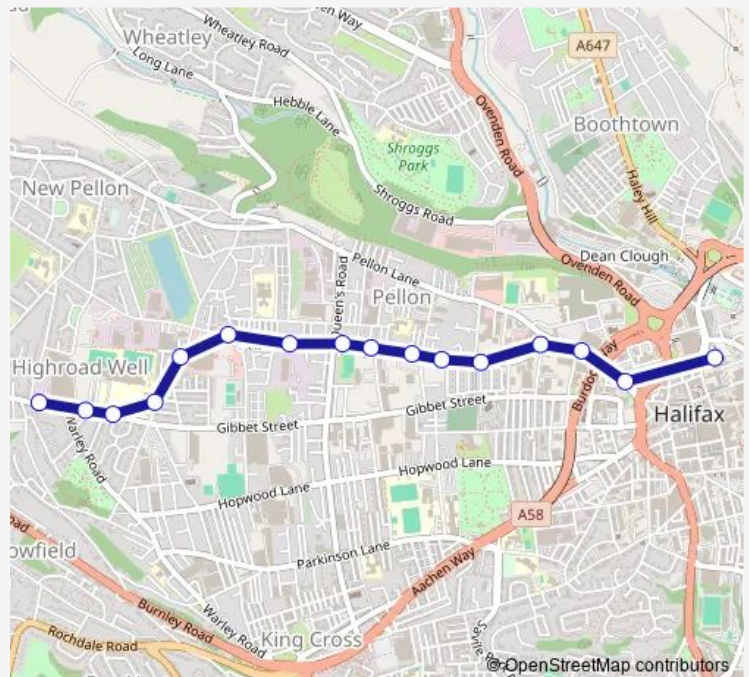 Wheatley
Wheatley Road
Long Lane
Hebble Lane
A647
Boothtown
Ovenden Road
Shroggs
Park
Haley Hill
New Pellon
Shroggs Road
Dean Clough
Ovenden Road
Pellon Lane
Queen's Road
Pellon
Highroad Well
Gibbet Street
Gibbet Street
Halifax
Warley Road
Hopwood Lane
Hopwood Lane
A58
Parkinson Lane
Aachen Way
Burnley Road
Warley Road
Rochdale Road
King Cross
© OpenStreetMap contributors